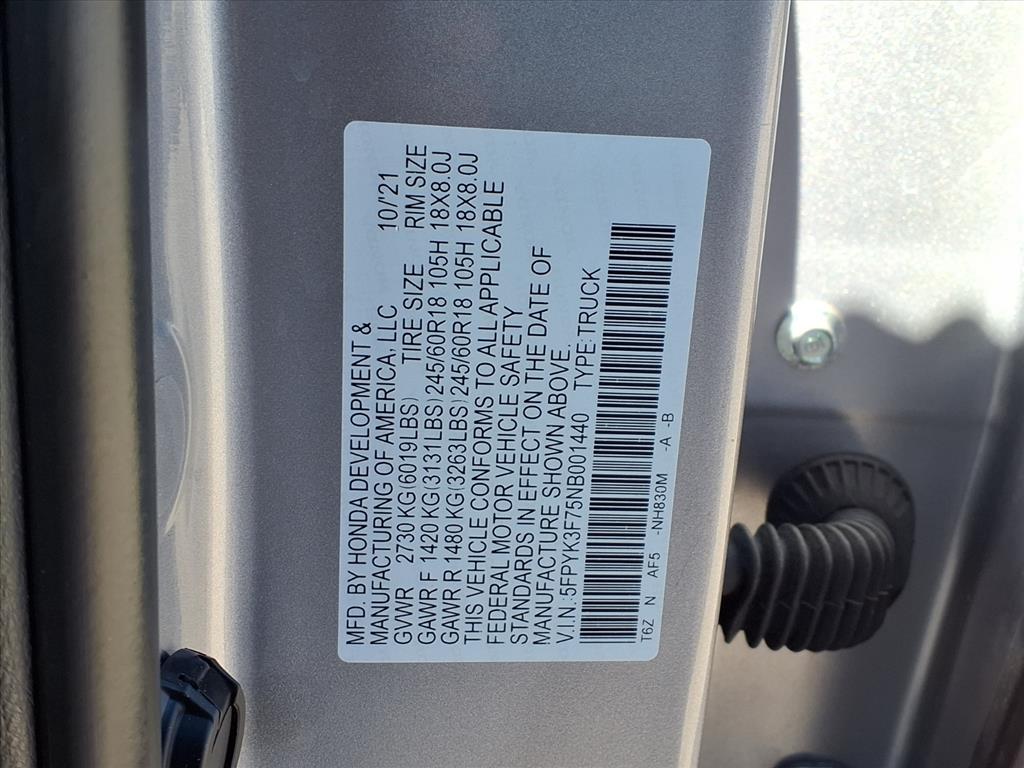 MFD. BY HONDA DEVELOPMENT &
MANUFACTURING OF AMERICA, LLC 10/'21
GVWR 2730 KG(6019LBS) TIRE SIZE RIM SIZE
GAWR F 1420 KG(3131LBS) 245/60R18 105H 18X8.0J
GAWR R 1480 KG(3263LBS) 245/60R18 105H 18X8.0J
THIS VEHICLE CONFORMS TO ALL APPLICABLE
FEDERAL MOTOR VEHICLE SAFETY
STANDARDS IN EFFECT ON THE DATE OF
MANUFACTURE SHOWN ABOVE.
V.I.N.:5FPYK3F75NB001440 TYPE:TRUCK
T6Z N AF5 -NH830M -A -B